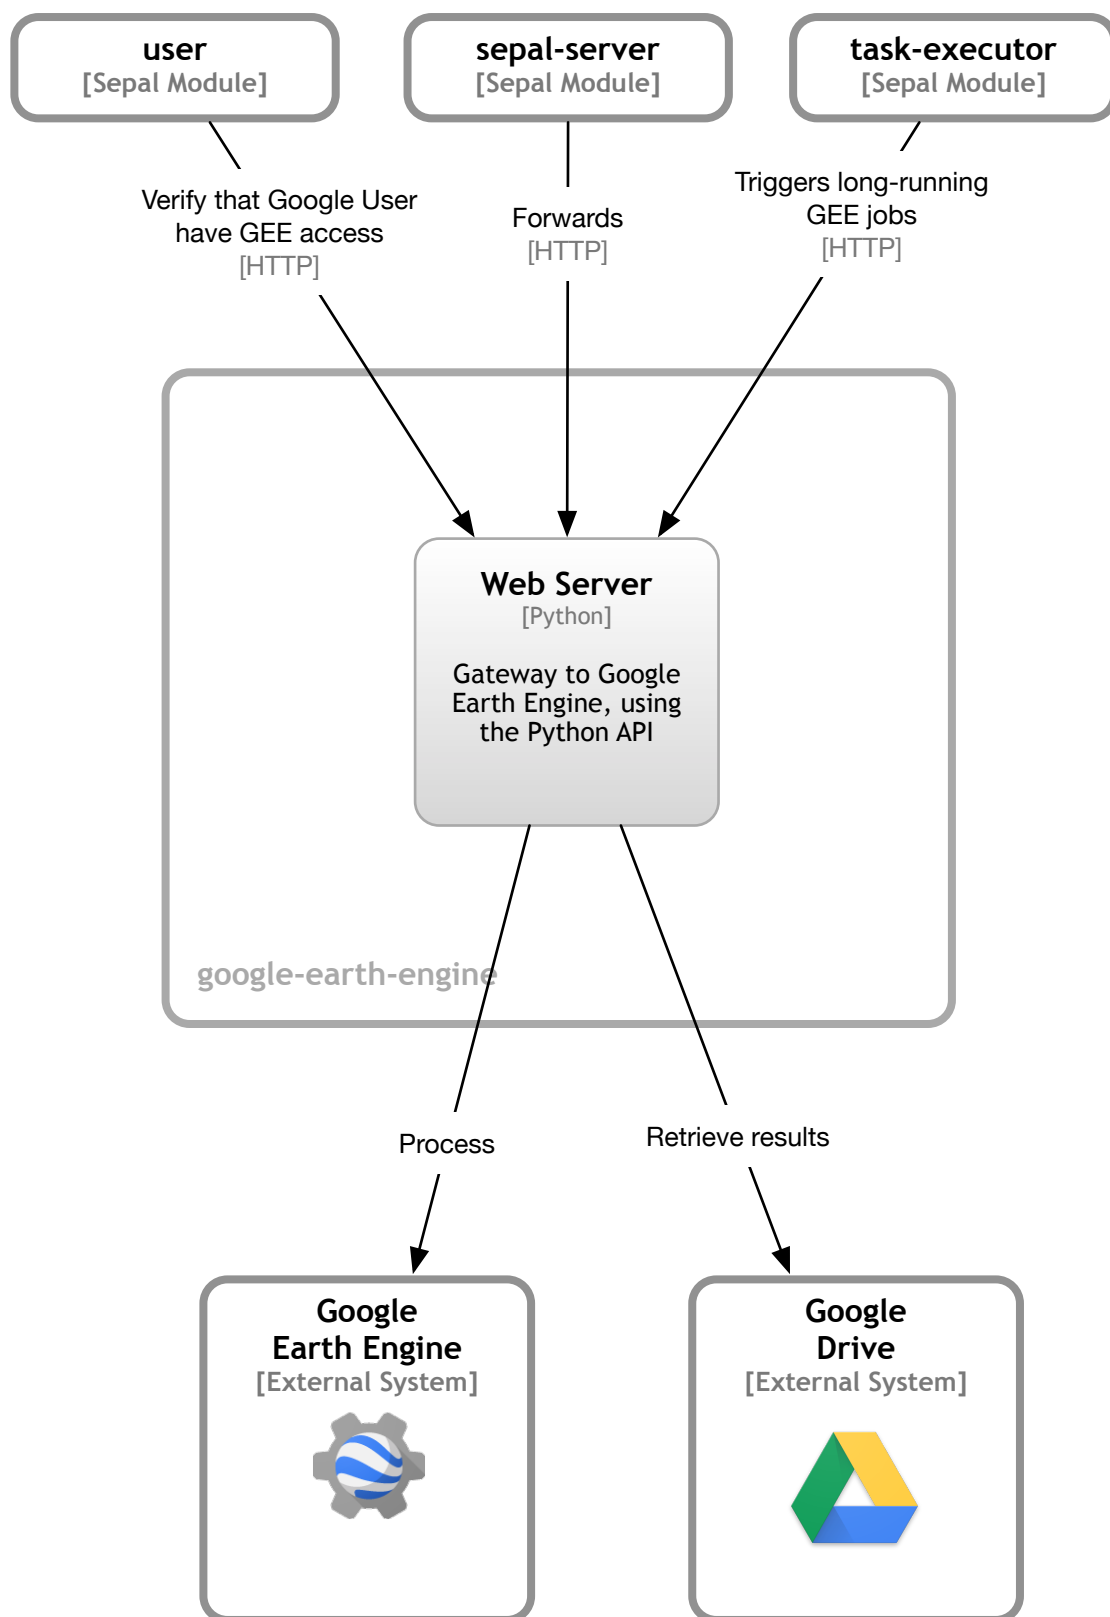 user
[Sepal Module]
sepal-server
[Sepal Module]
task-executor
[Sepal Module]
Verify that Google User
have GEE access
[HTTP]
Forwards
[HTTP]
Triggers long-running
GEE jobs
[HTTP]
Web Server
[Python]
Gateway to Google
Earth Engine, using
the Python API
google-earth-engine
Process
Retrieve results
Google
Earth Engine
[External System]
Google
Drive
[External System]